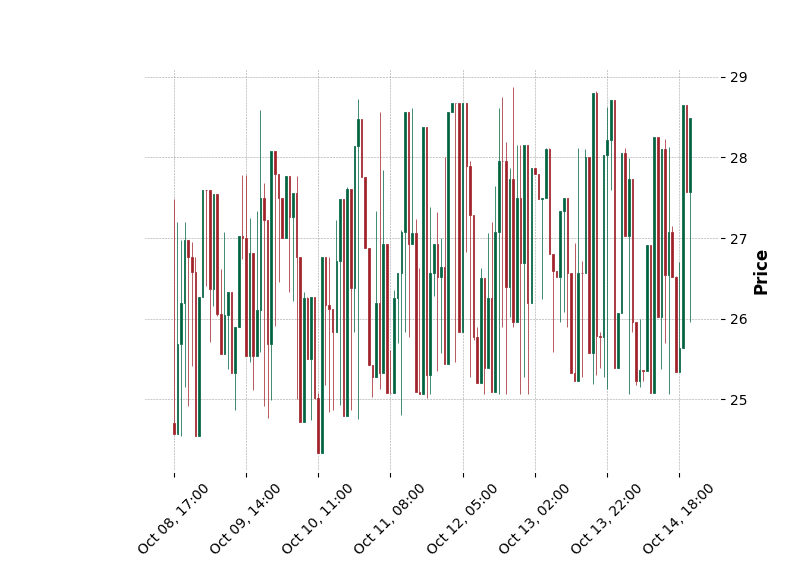 29
28
27
26
25
Price
Oct 08, 17:00
Oct 09, 14:00
Oct 10, 11:00
Oct 11, 08:00
Oct 12, 05:00
Oct 13, 02:00
Oct 13, 22:00
Oct 14, 18:00